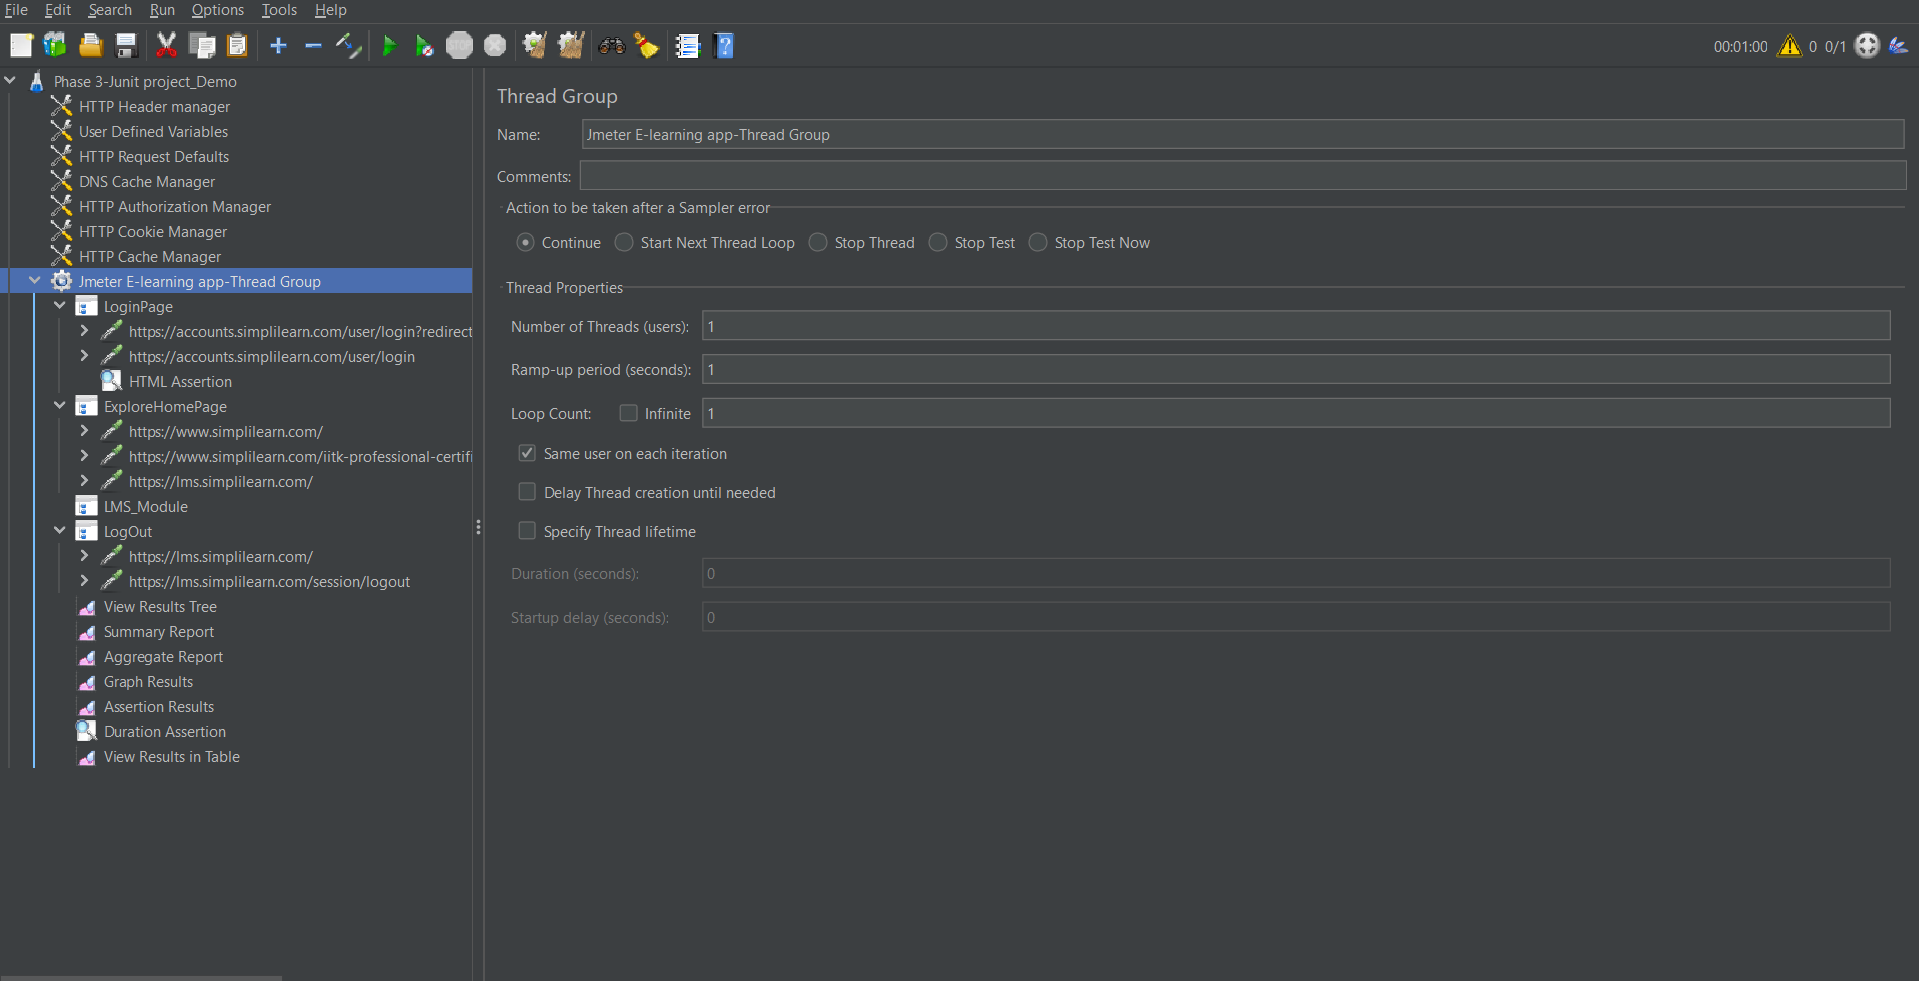 File Edit Search Run Options Tools Help
STOP
00:01:00 0 0/1
Phase 3-Junit project_Demo
HTTP Header manager
User Defined Variables
HTTP Request Defaults
DNS Cache Manager
HTTP Authorization Manager
HTTP Cookie Manager
HTTP Cache Manager
Jmeter E-learning app-Thread Group
LoginPage
https://accounts.simplilearn.com/user/login?redirect
https://accounts.simplilearn.com/user/login
HTML Assertion
ExploreHomePage
https://www.simplilearn.com/
https://www.simplilearn.com/iitk-professional-certifi
https://lms.simplilearn.com/
LMS_Module
LogOut
https://lms.simplilearn.com/
https://lms.simplilearn.com/session/logout
View Results Tree
Summary Report
Aggregate Report
Graph Results
Assertion Results
Duration Assertion
View Results in Table
Thread Group
Name: Jmeter E-learning app-Thread Group
Comments:
Action to be taken after a Sampler error
Continue Start Next Thread Loop Stop Thread Stop Test Stop Test Now
Thread Properties
Number of Threads (users): 1
Ramp-up period (seconds): 1
Loop Count: Infinite 1
Same user on each iteration
Delay Thread creation until needed
Specify Thread lifetime
Duration (seconds): 0
Startup delay (seconds): 0